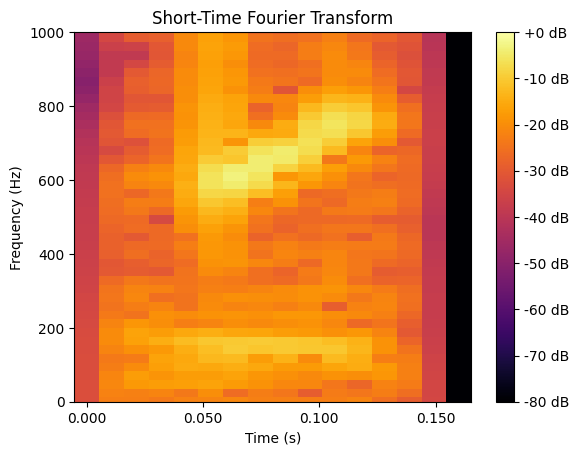 Short-Time Fourier Transform
1000
800
600
400
200
0
Frequency (Hz)
0.000
0.050
0.100
0.150
Time (s)
+0 dB
-10 dB
-20 dB
-30 dB
-40 dB
-50 dB
-60 dB
-70 dB
-80 dB